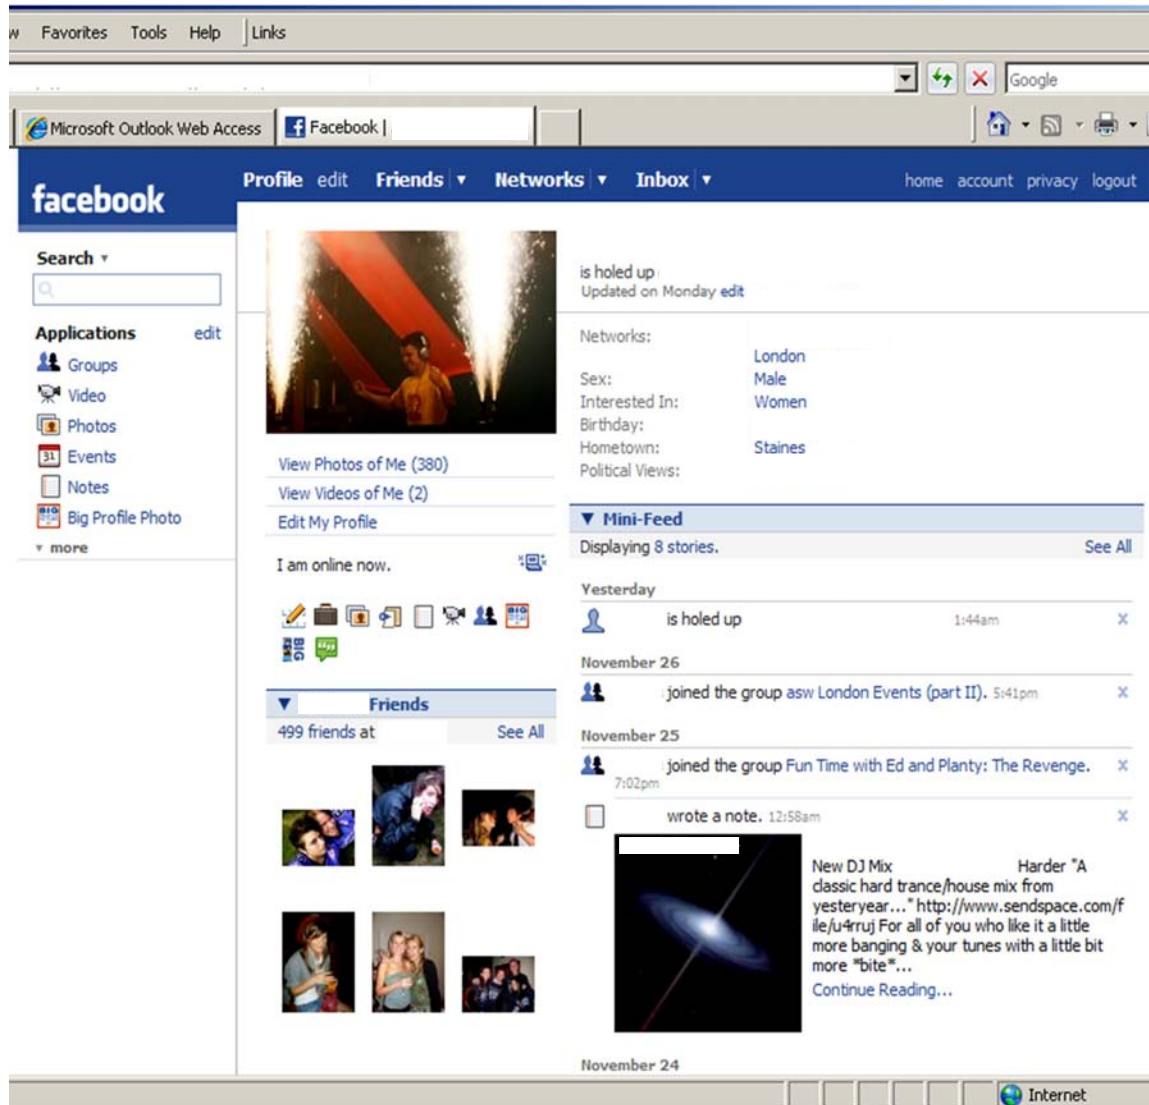 Favorites Tools Help Links
Google
Microsoft Outlook Web Access Facebook |
facebook
Profile edit Friends Networks Inbox home account privacy logout
Search
Applications edit
Groups
Video
Photos
Events
Notes
Big Profile Photo
more
View Photos of Me (380)
View Videos of Me (2)
Edit My Profile
I am online now.
Friends
499 friends at See All
is holed up
Updated on Monday edit
Networks:
London
Sex: Male
Interested In: Women
Birthday:
Hometown: Staines
Political Views:
Mini-Feed
Displaying 8 stories. See All
Yesterday
is holed up 1:44am x
November 26
joined the group asw London Events (part II). 5:41pm x
November 25
joined the group Fun Time with Ed and Planty: The Revenge. x
7:02pm
wrote a note. 12:58am x
New DJ Mix Harder "A
classic hard trance/house mix from
yesteryear..." http://www.sendspace.com/f
ile/u4rruj For all of you who like it a little
more banging & your tunes with a little bit
more *bite*...
Continue Reading...
November 24
Internet